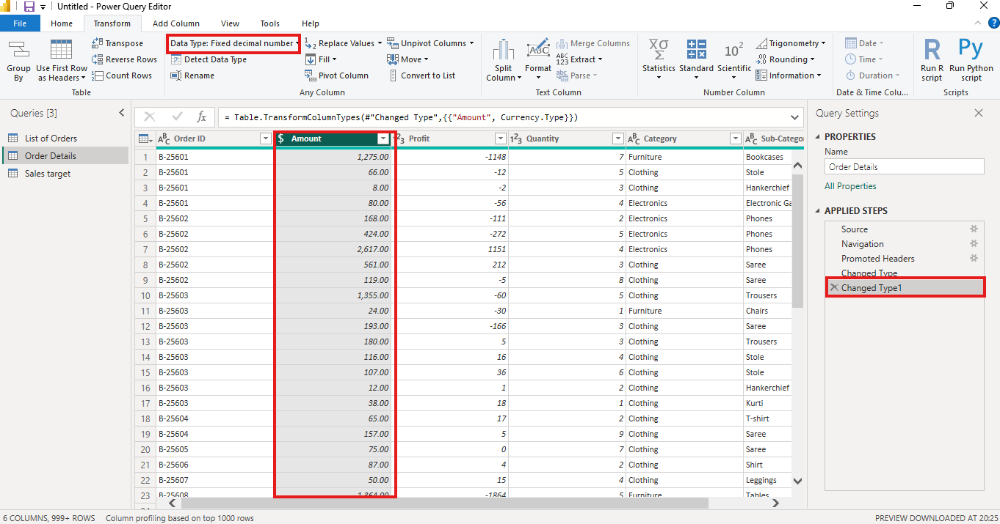 Untitled - Power Query Editor
File Home Transform Add Column View Tools Help
Group By
Use First Row as Headers
Transpose
Reverse Rows
Count Rows
Table
Data Type: Fixed decimal number
Detect Data Type
Rename
Replace Values
Fill
Pivot Column
Unpivot Columns
Move
Convert to List
Any Column
Split Column
Format
Merge Columns
Extract
Parse
Text Column
Statistics
Standard
Scientific
Trigonometry
Rounding
Information
Number Column
Date
Time
Duration
Date & Time Colu...
Run R script
Run Python script
Scripts
Queries [3]
List of Orders
Order Details
Sales target
fx = Table.TransformColumnTypes(#"Changed Type",{{"Amount", Currency.Type}})
Order ID $ Amount Profit Quantity Category Sub-Catego
1 B-25601 1,275.00 -1148 7 Furniture Bookcases
2 B-25601 66.00 -12 5 Clothing Stole
3 B-25601 8.00 -2 3 Clothing Hankerchief
4 B-25601 80.00 -56 4 Electronics Electronic Ga
5 B-25602 168.00 -111 2 Electronics Phones
6 B-25602 424.00 -272 5 Electronics Phones
7 B-25602 2,617.00 1151 4 Electronics Phones
8 B-25602 561.00 212 3 Clothing Saree
9 B-25602 119.00 -5 8 Clothing Saree
10 B-25603 1,355.00 -60 5 Clothing Trousers
11 B-25603 24.00 -30 1 Furniture Chairs
12 B-25603 193.00 -166 3 Clothing Saree
13 B-25603 180.00 5 3 Clothing Trousers
14 B-25603 116.00 16 4 Clothing Stole
15 B-25603 107.00 36 6 Clothing Stole
16 B-25603 12.00 1 2 Clothing Hankerchief
17 B-25603 38.00 18 1 Clothing Kurti
18 B-25604 65.00 17 2 Clothing T-shirt
19 B-25604 157.00 5 9 Clothing Saree
20 B-25605 75.00 0 7 Clothing Saree
21 B-25606 87.00 4 2 Clothing Shirt
22 B-25607 50.00 15 4 Clothing Leggings
23 B-25608 1,364.00 -1864 5 Furniture Tables
Query Settings
PROPERTIES
Name
Order Details
All Properties
APPLIED STEPS
Source
Navigation
Promoted Headers
Changed Type
Changed Type1
6 COLUMNS, 999+ ROWS Column profiling based on top 1000 rows
PREVIEW DOWNLOADED AT 20:25